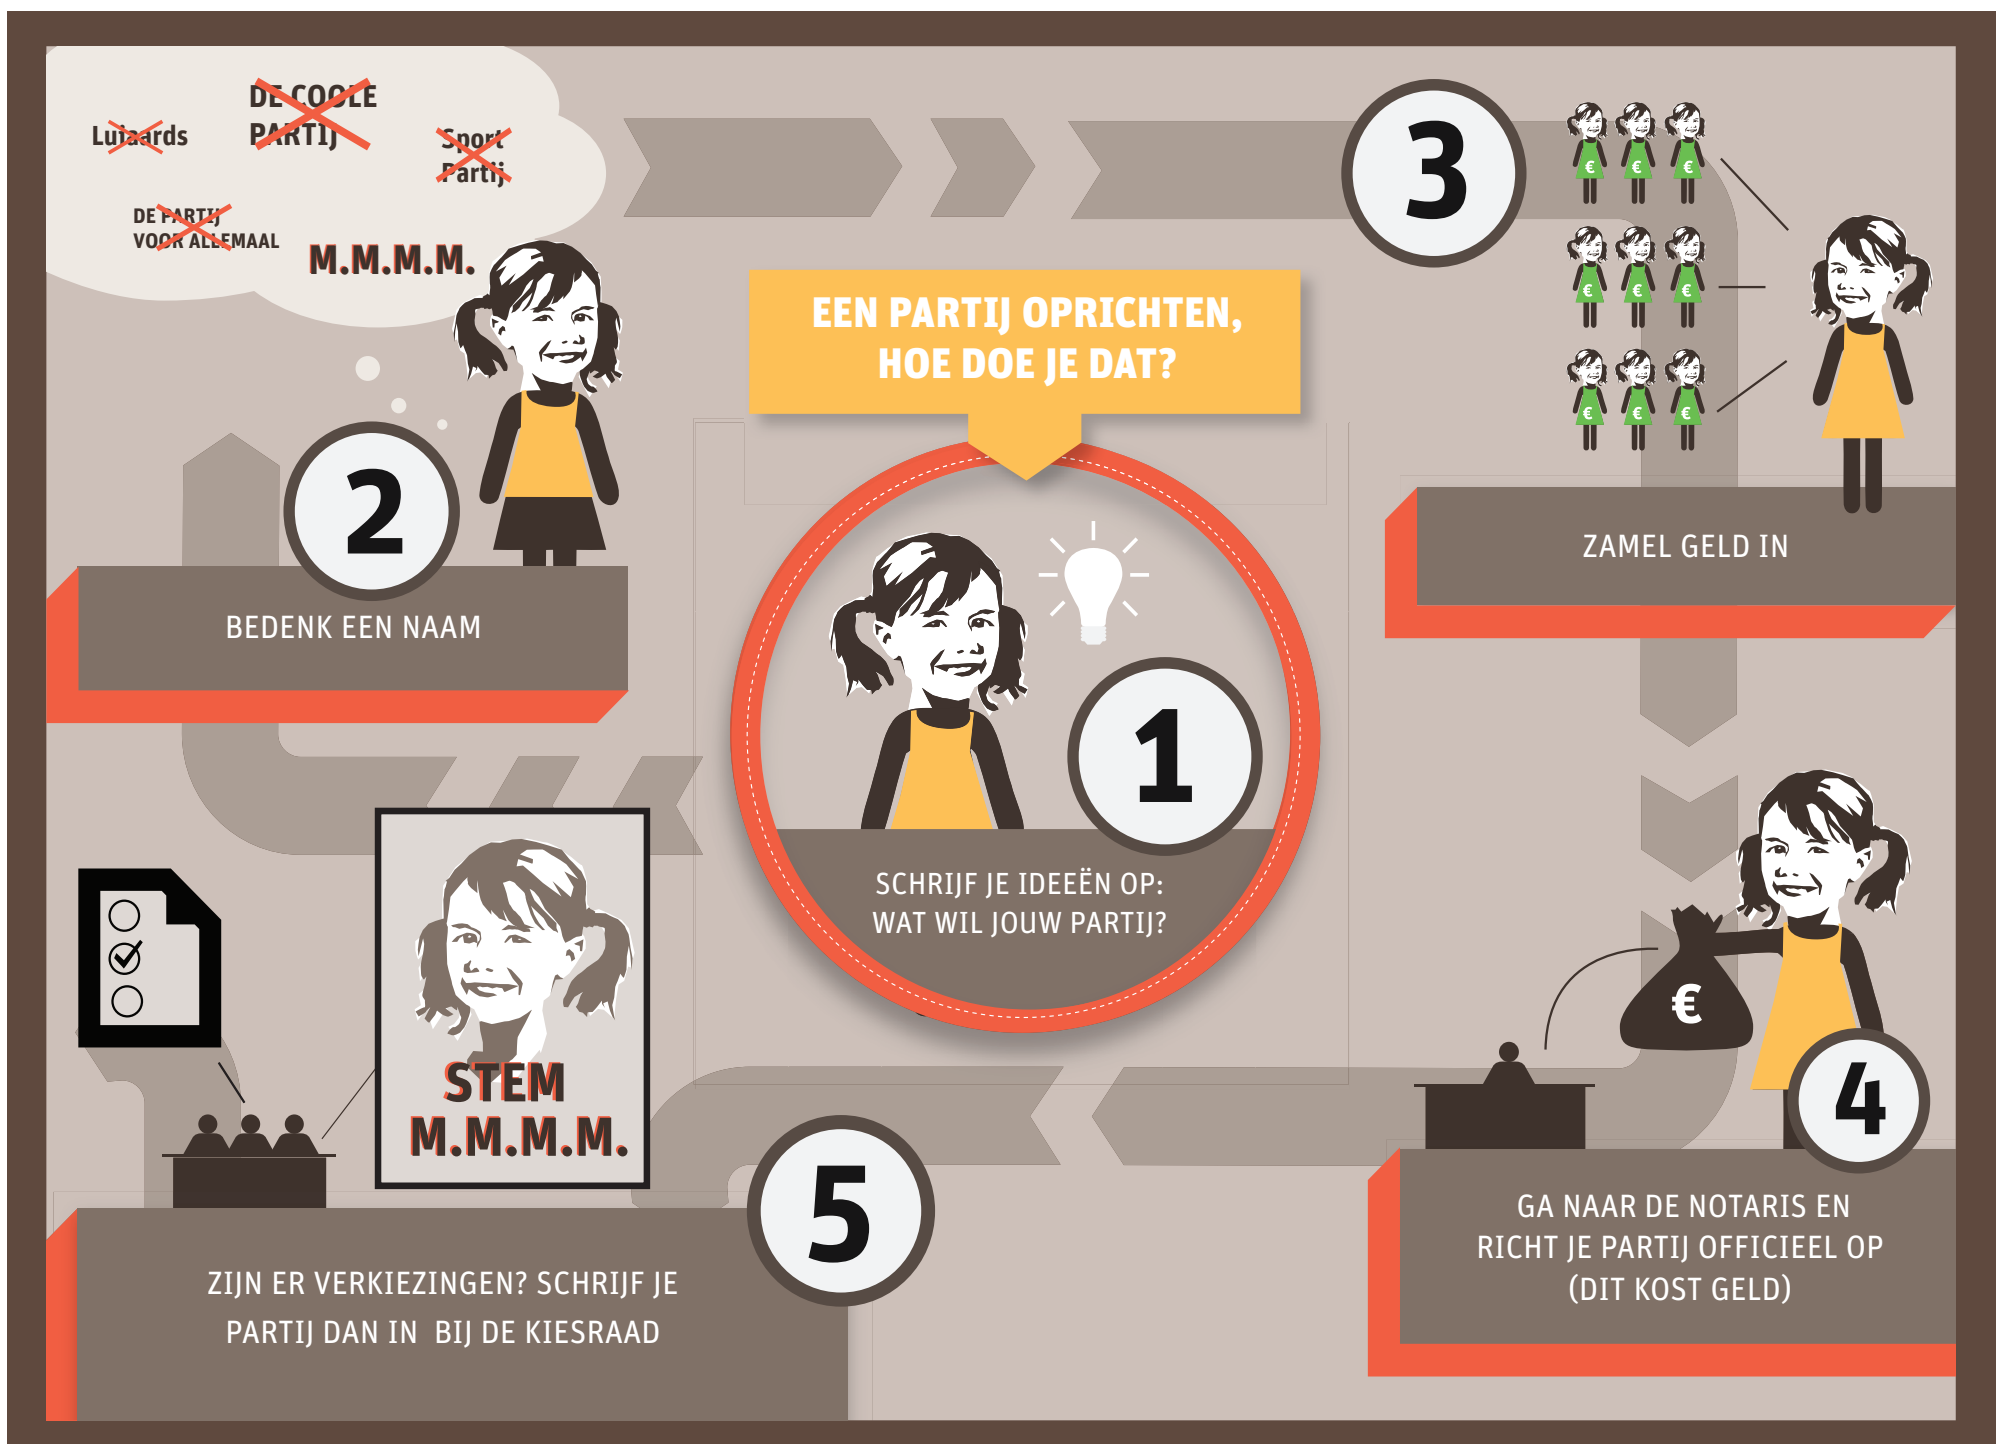 EEN PARTIJ OPRICHTEN,
HOE DOE JE DAT?
1
SCHRIJF JE IDEEËN OP:
WAT WIL JOUW PARTIJ?
2
DE COOLE
PARTIJ
Luiaards
Sport
Partij
DE PARTIJ
VOOR ALLEMAAL
M.M.M.M.
BEDENK EEN NAAM
3
€ € €
€ € €
€ € €
ZAMEL GELD IN
€
4
GA NAAR DE NOTARIS EN
RICHT JE PARTIJ OFFICIEEL OP
(DIT KOST GELD)
STEM
M.M.M.M.
5
ZIJN ER VERKIEZINGEN? SCHRIJF JE
PARTIJ DAN IN BIJ DE KIESRAAD